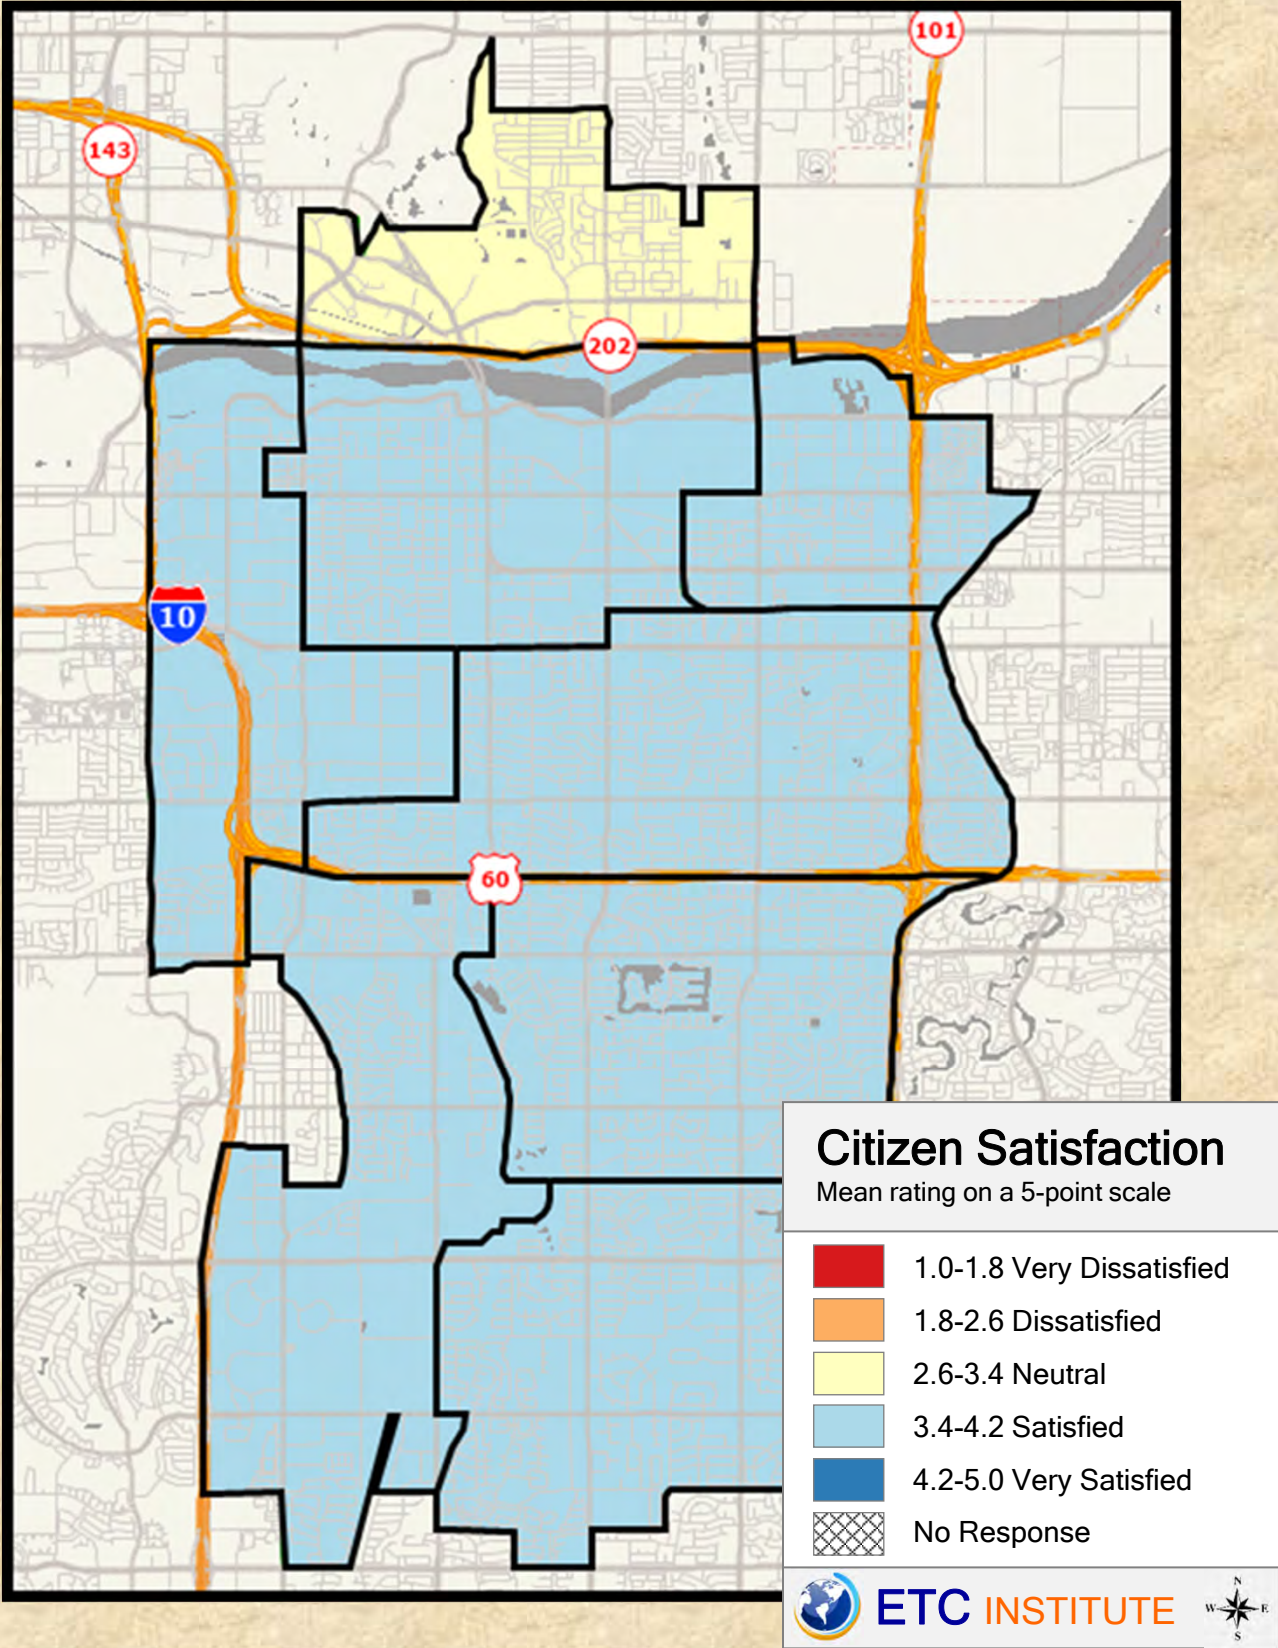 101
143
202
10
60
Citizen Satisfaction
Mean rating on a 5-point scale
1.0-1.8 Very Dissatisfied
1.8-2.6 Dissatisfied
2.6-3.4 Neutral
3.4-4.2 Satisfied
4.2-5.0 Very Satisfied
No Response
ETC INSTITUTE
N
W E
S